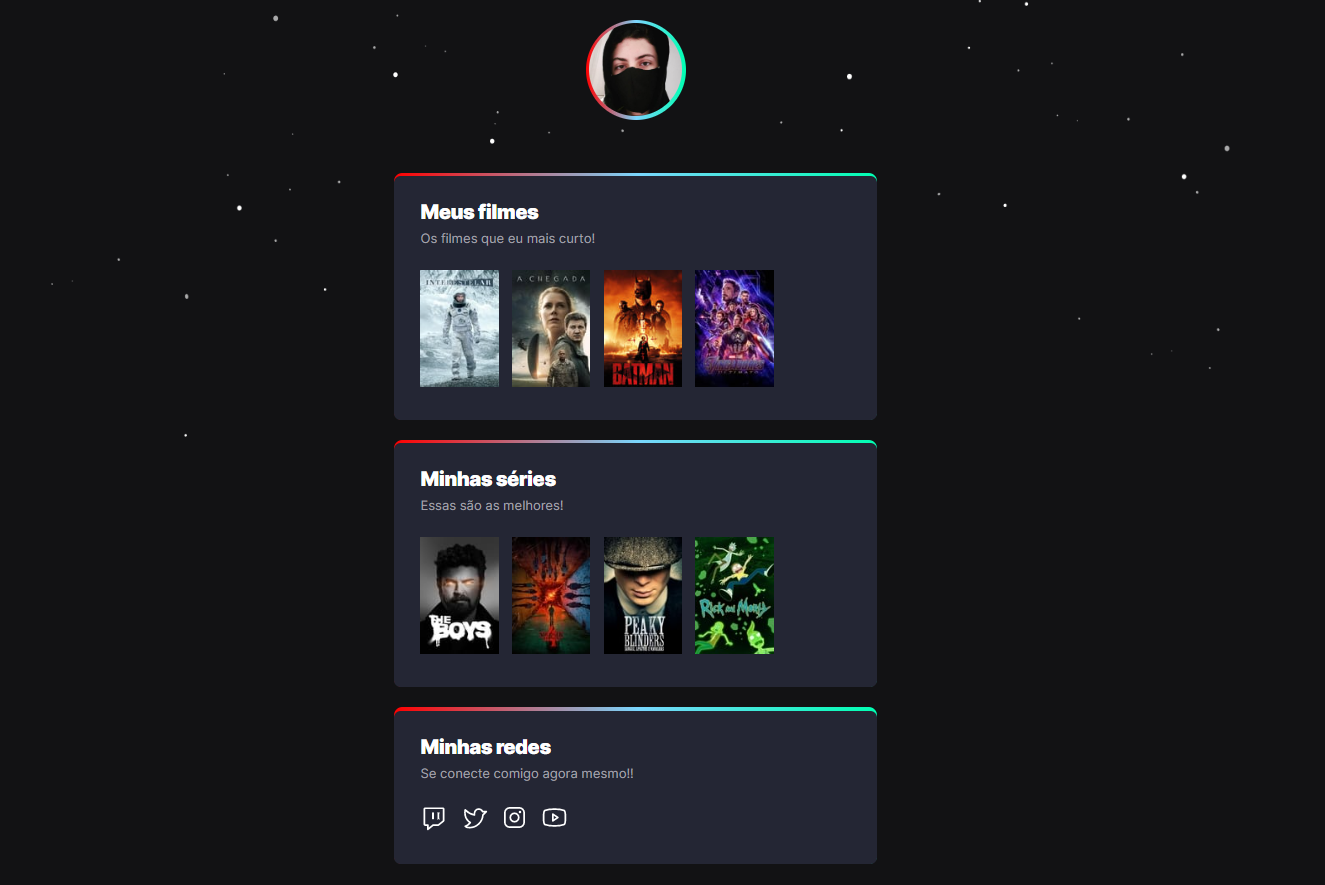 Meus filmes
Os filmes que eu mais curto!
INTERESTELAR
A CHEGADA
BATMAN
Minhas séries
Essas são as melhores!
THE
BOYS
PEAKY
BLINDERS
RICK AND MORTY
Minhas redes
Se conecte comigo agora mesmo!!